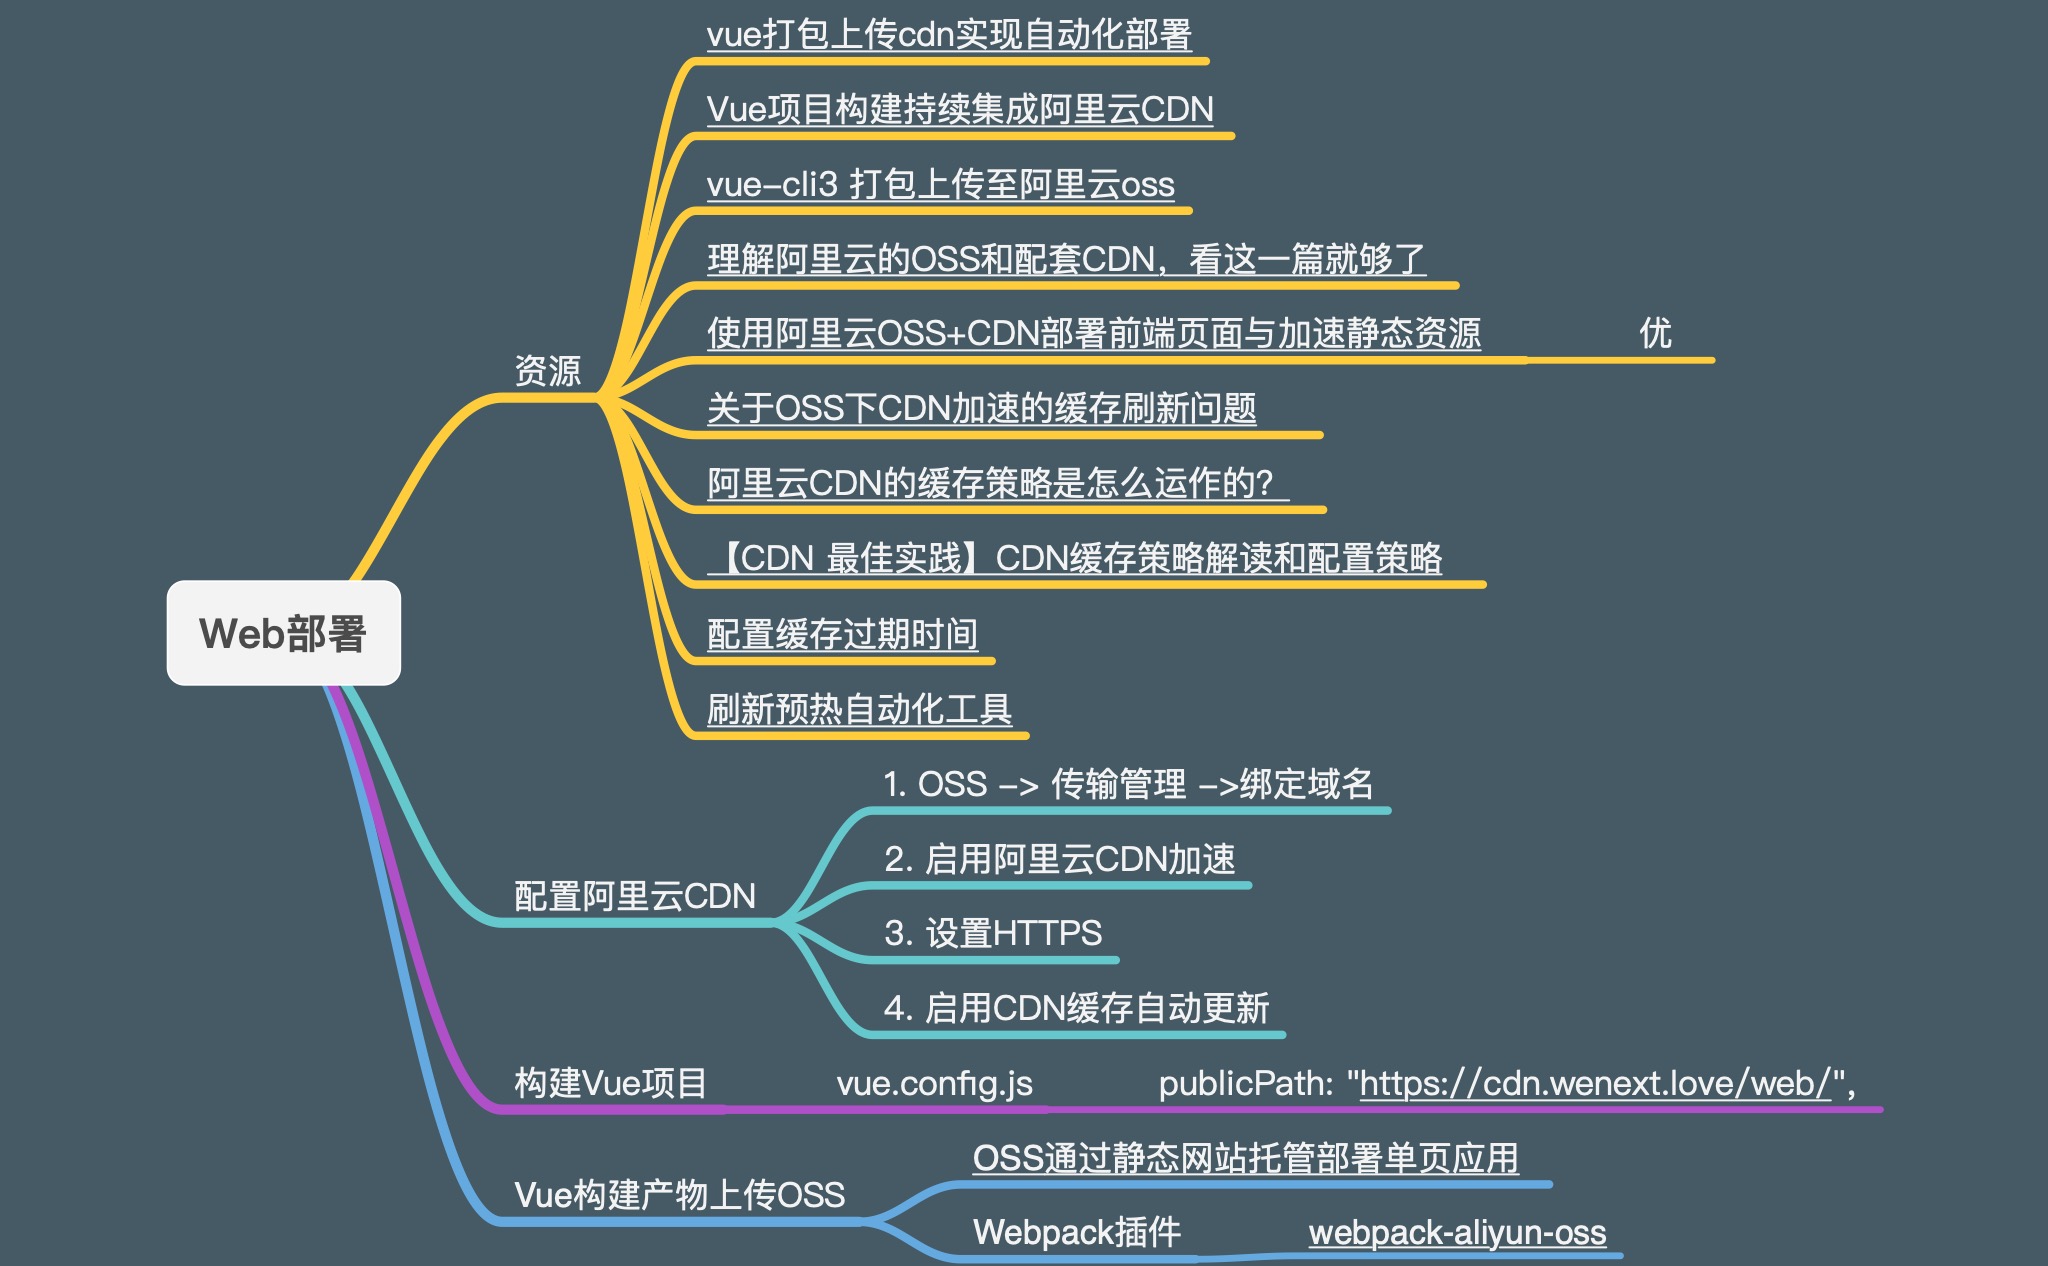 vue打包上传cdn实现自动化部署
Vue项目构建持续集成阿里云CDN
vue-cli3 打包上传至阿里云oss
理解阿里云的OSS和配套CDN，看这一篇就够了
使用阿里云OSS+CDN部署前端页面与加速静态资源 优
资源
关于OSS下CDN加速的缓存刷新问题
阿里云CDN的缓存策略是怎么运作的？
【CDN 最佳实践】CDN缓存策略解读和配置策略
配置缓存过期时间
刷新预热自动化工具
Web部署
1. OSS -> 传输管理 ->绑定域名
2. 启用阿里云CDN加速
配置阿里云CDN
3. 设置HTTPS
4. 启用CDN缓存自动更新
构建Vue项目 vue.config.js publicPath: "https://cdn.wenext.love/web/",
OSS通过静态网站托管部署单页应用
Vue构建产物上传OSS
Webpack插件 webpack-aliyun-oss